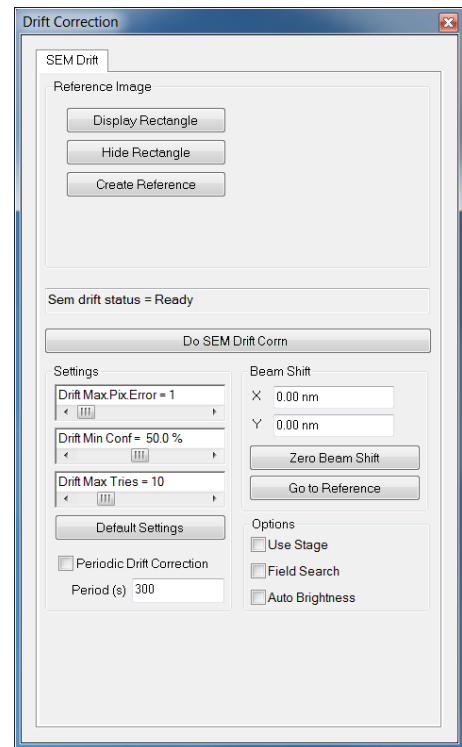 Drift Correction
SEM Drift
Reference Image
Display Rectangle
Hide Rectangle
Create Reference
Sem drift status = Ready
Do SEM Drift Corrn
Settings
Drift Max.Pix.Error = 1
Drift Min Conf = 50.0 %
Drift Max Tries = 10
Default Settings
Periodic Drift Correction
Period (s) 300
Beam Shift
X 0.00 nm
Y 0.00 nm
Zero Beam Shift
Go to Reference
Options
Use Stage
Field Search
Auto Brightness